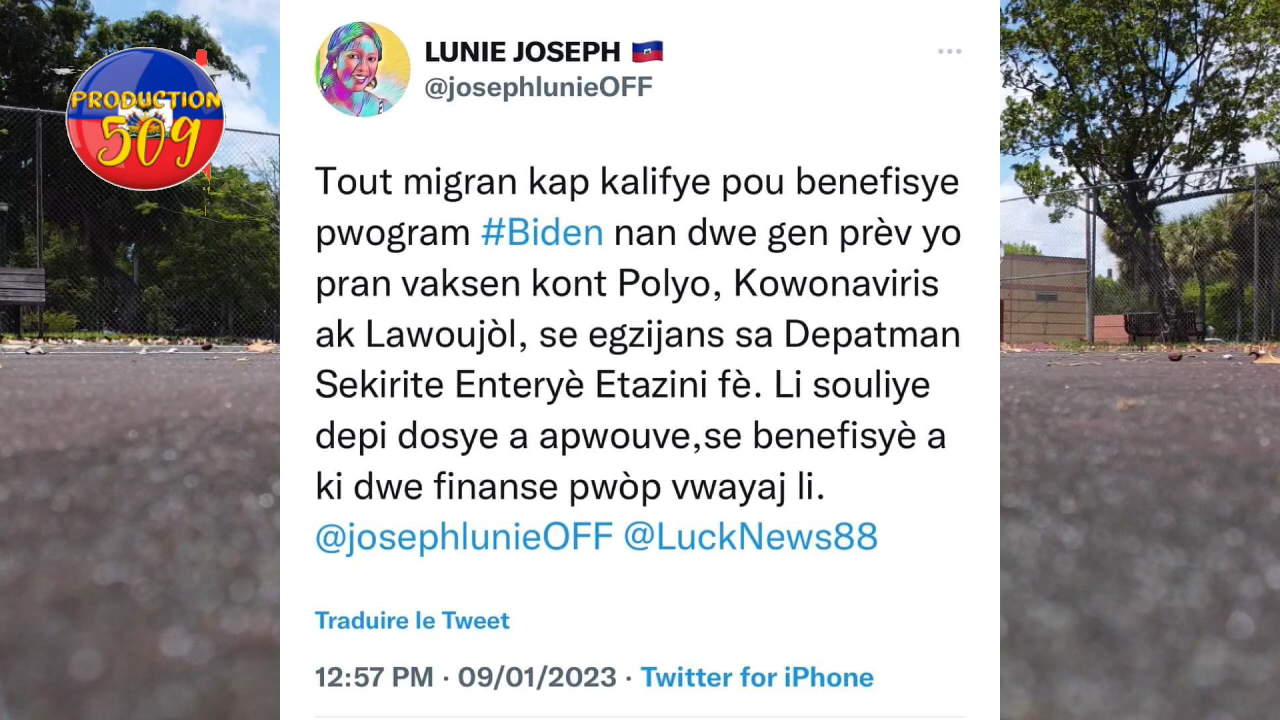 PRODUCTION
509
LUNIE JOSEPH 🇭🇹
@josephlunieOFF
Tout migran kap kalifye pou benefisye
pwogram #Biden nan dwe gen prèv yo
pran vaksen kont Polyo, Kowonaviris
ak Lawoujòl, se egzijans sa Depatman
Sekirite Enteryè Etazini fè. Li souliye
depi dosye a apwouve,se benefisyè a
ki dwe finanse pwòp vwayaj li.
@josephlunieOFF @LuckNews88
Traduire le Tweet
12:57 PM · 09/01/2023 · Twitter for iPhone